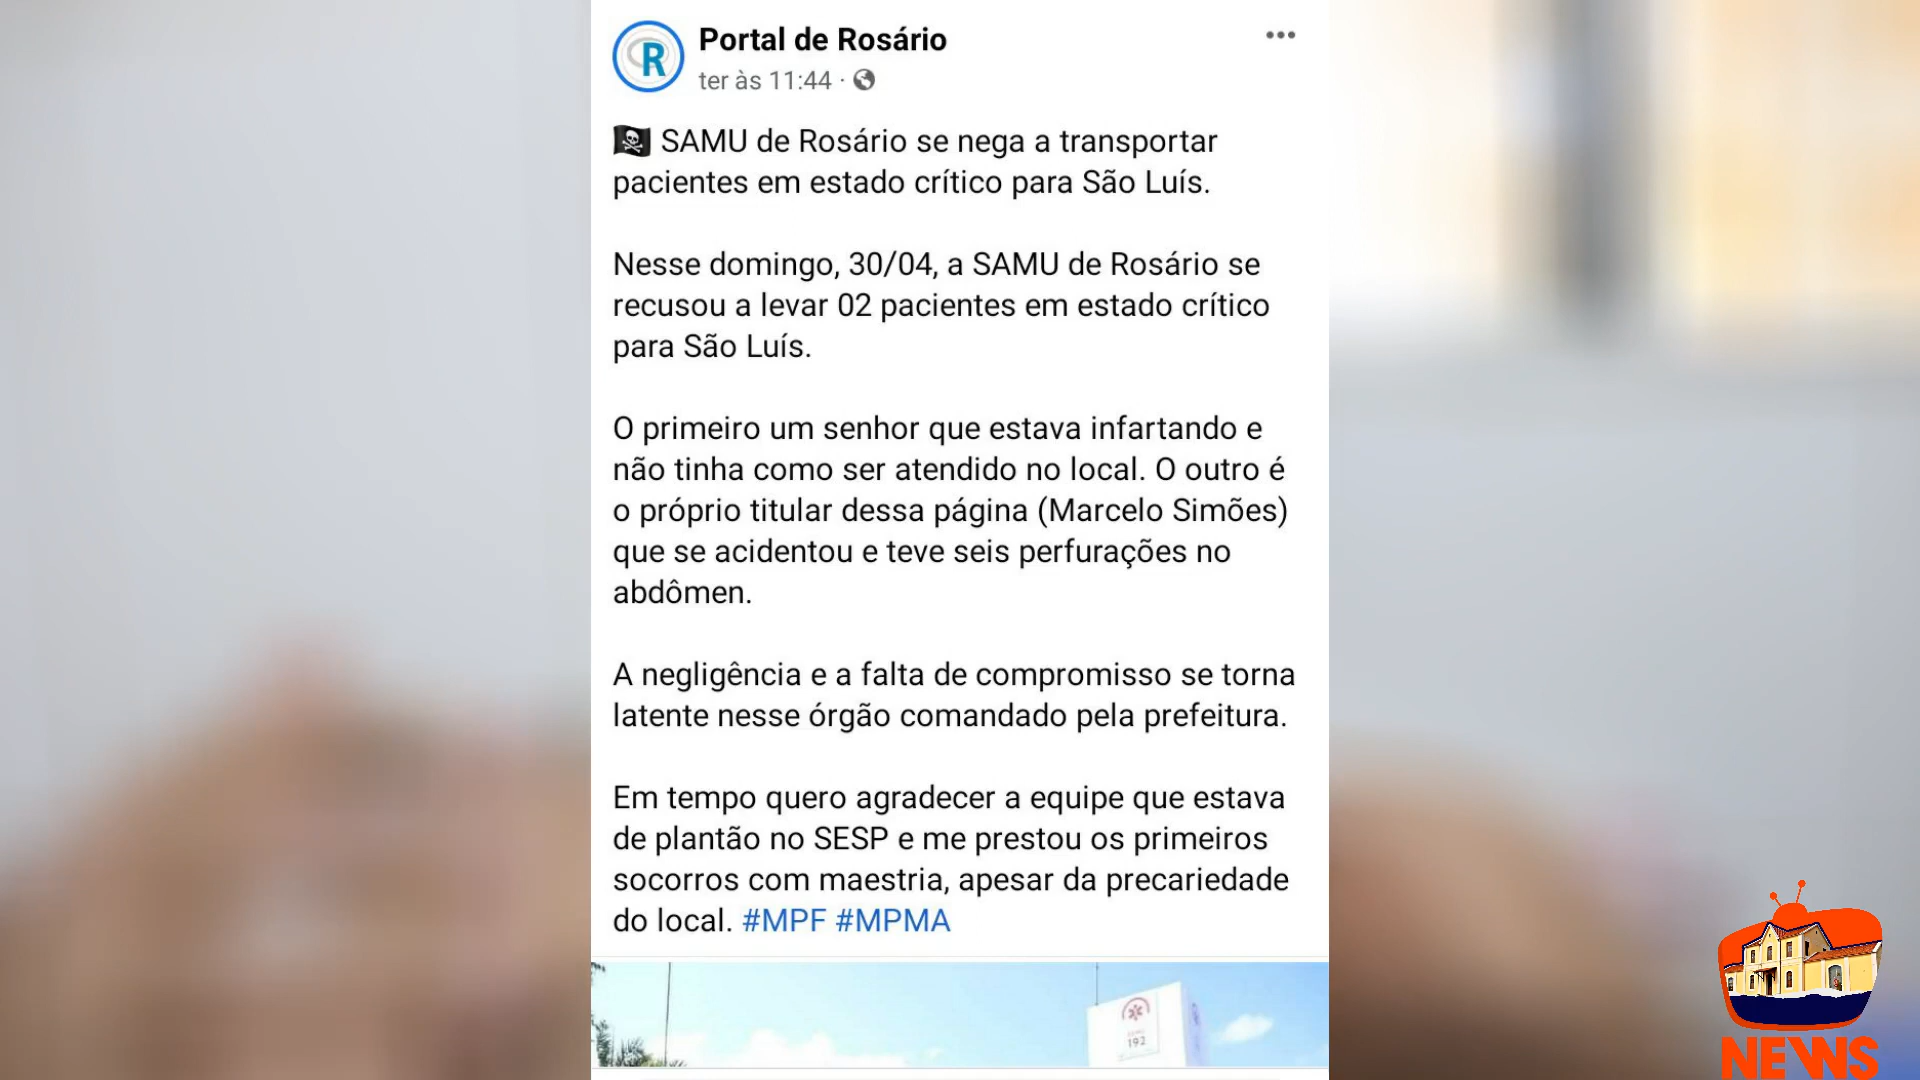 Portal de Rosário
ter às 11:44 ·
SAMU de Rosário se nega a transportar
pacientes em estado crítico para São Luís.
Nesse domingo, 30/04, a SAMU de Rosário se
recusou a levar 02 pacientes em estado crítico
para São Luís.
O primeiro um senhor que estava infartando e
não tinha como ser atendido no local. O outro é
o próprio titular dessa página (Marcelo Simões)
que se acidentou e teve seis perfurações no
abdômen.
A negligência e a falta de compromisso se torna
latente nesse órgão comandado pela prefeitura.
Em tempo quero agradecer a equipe que estava
de plantão no SESP e me prestou os primeiros
socorros com maestria, apesar da precariedade
do local. #MPF #MPMA
SAMU
192
NEWS